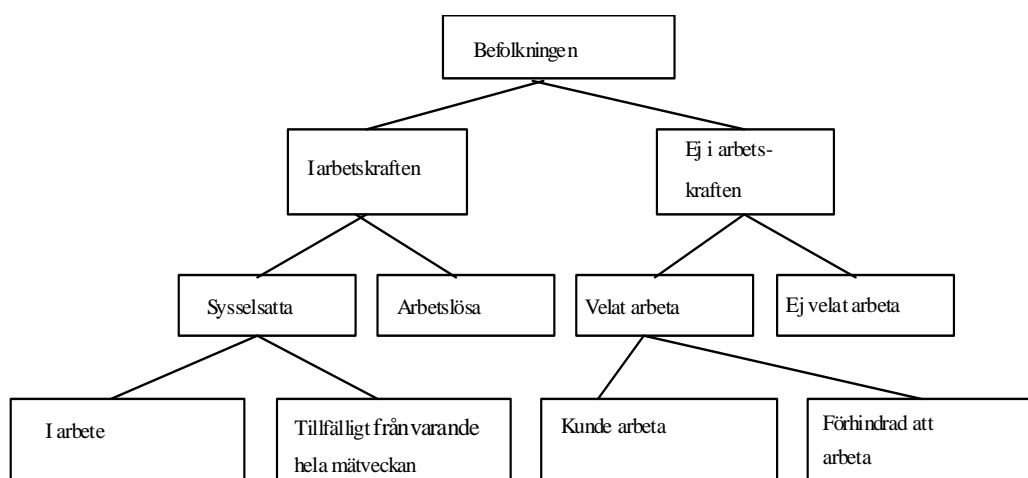 Befolkningen
I arbetskraften
Ej i arbets-
kraften
Sysselsatta
Arbetslösa
Velat arbeta
Ej velat arbeta
I arbete
Tillfälligt frånvarande
hela mätveckan
Kunde arbeta
Förhindrad att
arbeta